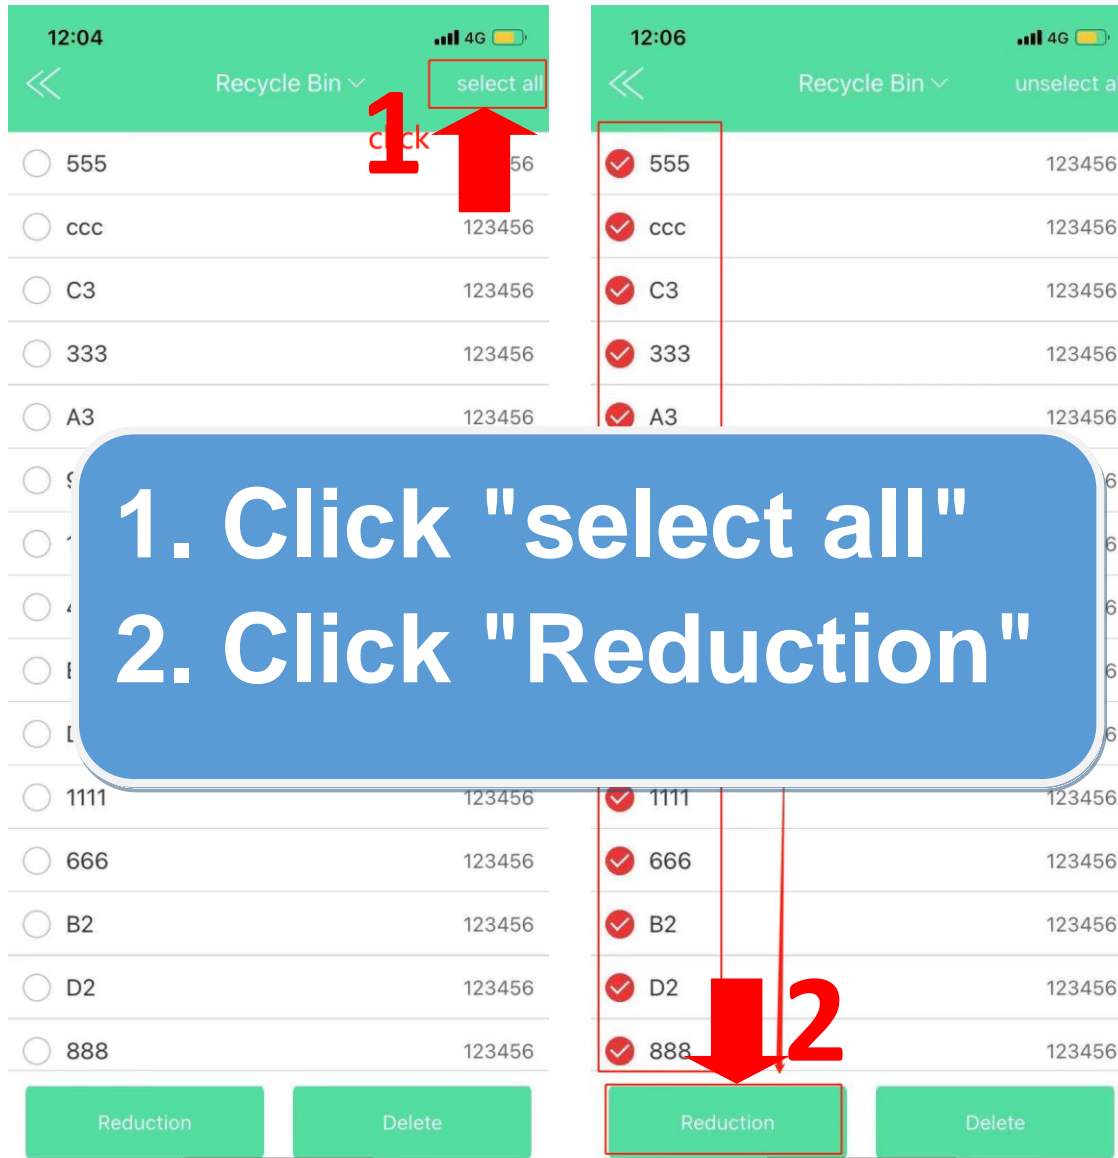 12:04
4G
Recycle Bin
select all
1
click
555
ccc 123456
C3 123456
333 123456
A3 123456
1111 123456
666 123456
B2 123456
D2 123456
888 123456
Reduction Delete
12:06
4G
Recycle Bin
555 123456
ccc 123456
C3 123456
333 123456
A3 123456
1111 123456
666 123456
B2 123456
D2 123456
888 123456
2
Reduction Delete
1. Click "select all"
2. Click "Reduction"